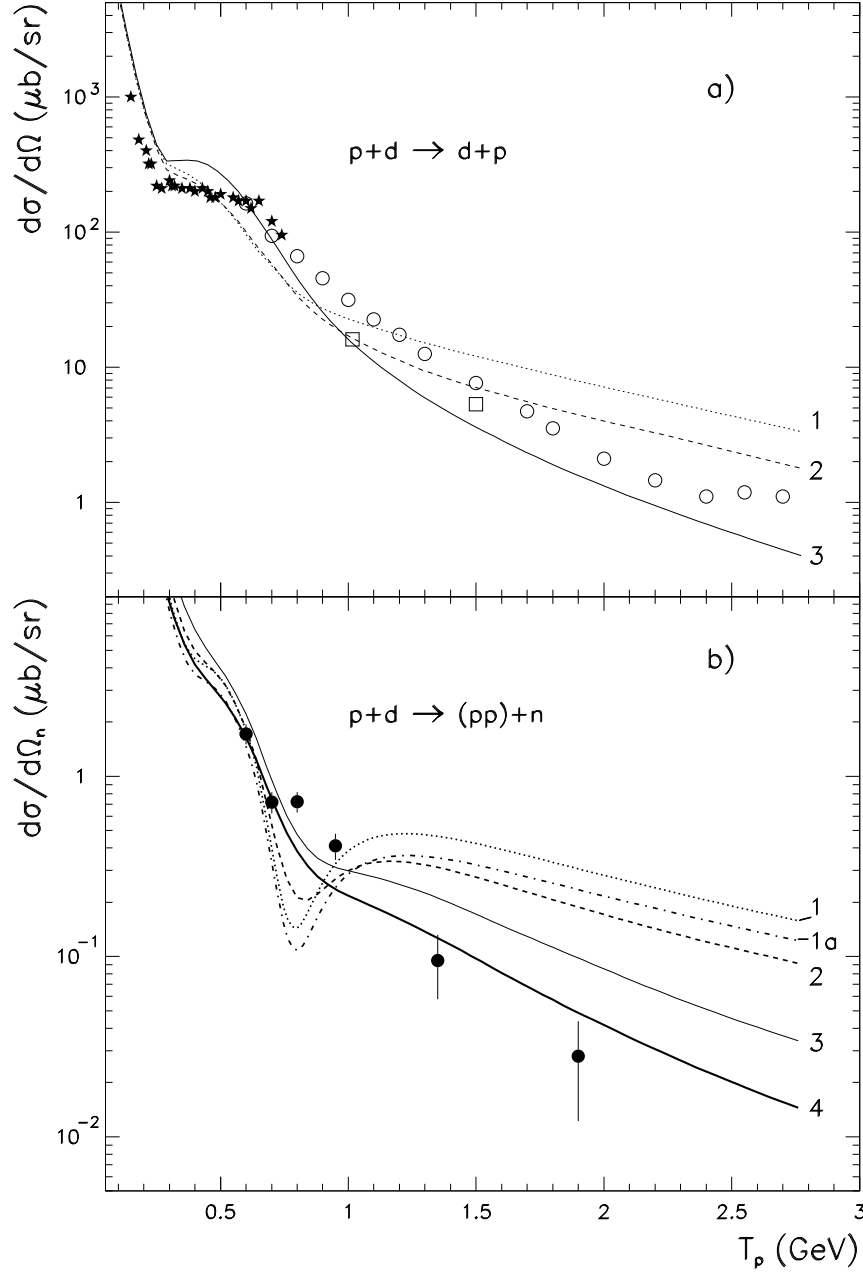 dσ/dΩ (μb/sr)
10³
10²
10
1
a)
p+d → d+p
1
2
3
dσ/dΩₙ (μb/sr)
1
10⁻¹
10⁻²
b)
p+d → (pp)+n
1
1a
2
3
4
0.5 1 1.5 2 2.5 3
Tₚ (GeV)